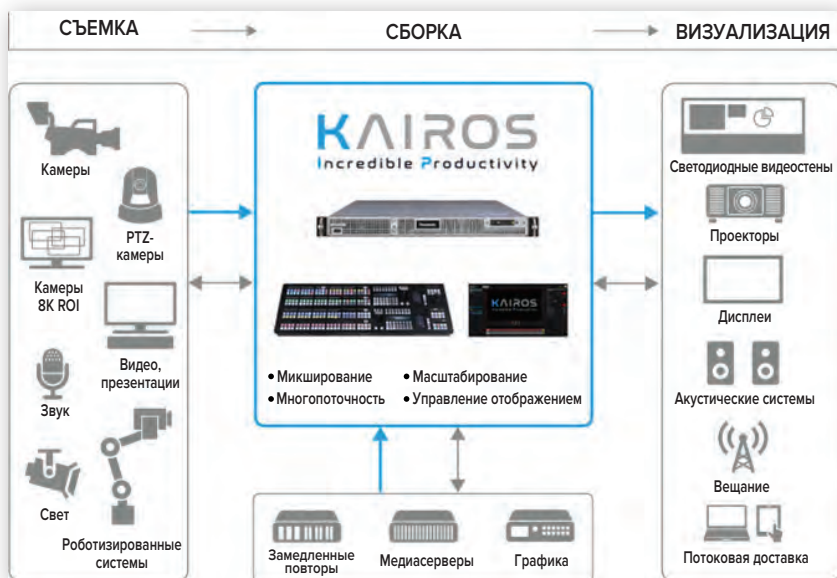 СЪЕМКА
СБОРКА
ВИЗУАЛИЗАЦИЯ
Камеры
PTZ-
камеры
Камеры
8K ROI
Видео,
презентации
Звук
Свет
Роботизированные
системы
KAIROS
Incredible Productivity
KAIROS
• Микширование
• Масштабирование
• Многопоточность
• Управление отображением
Замедленные
повторы
Медиасерверы
Графика
Светодиодные видеостены
Проекторы
Дисплеи
Акустические системы
Вещание
Потоковая доставка